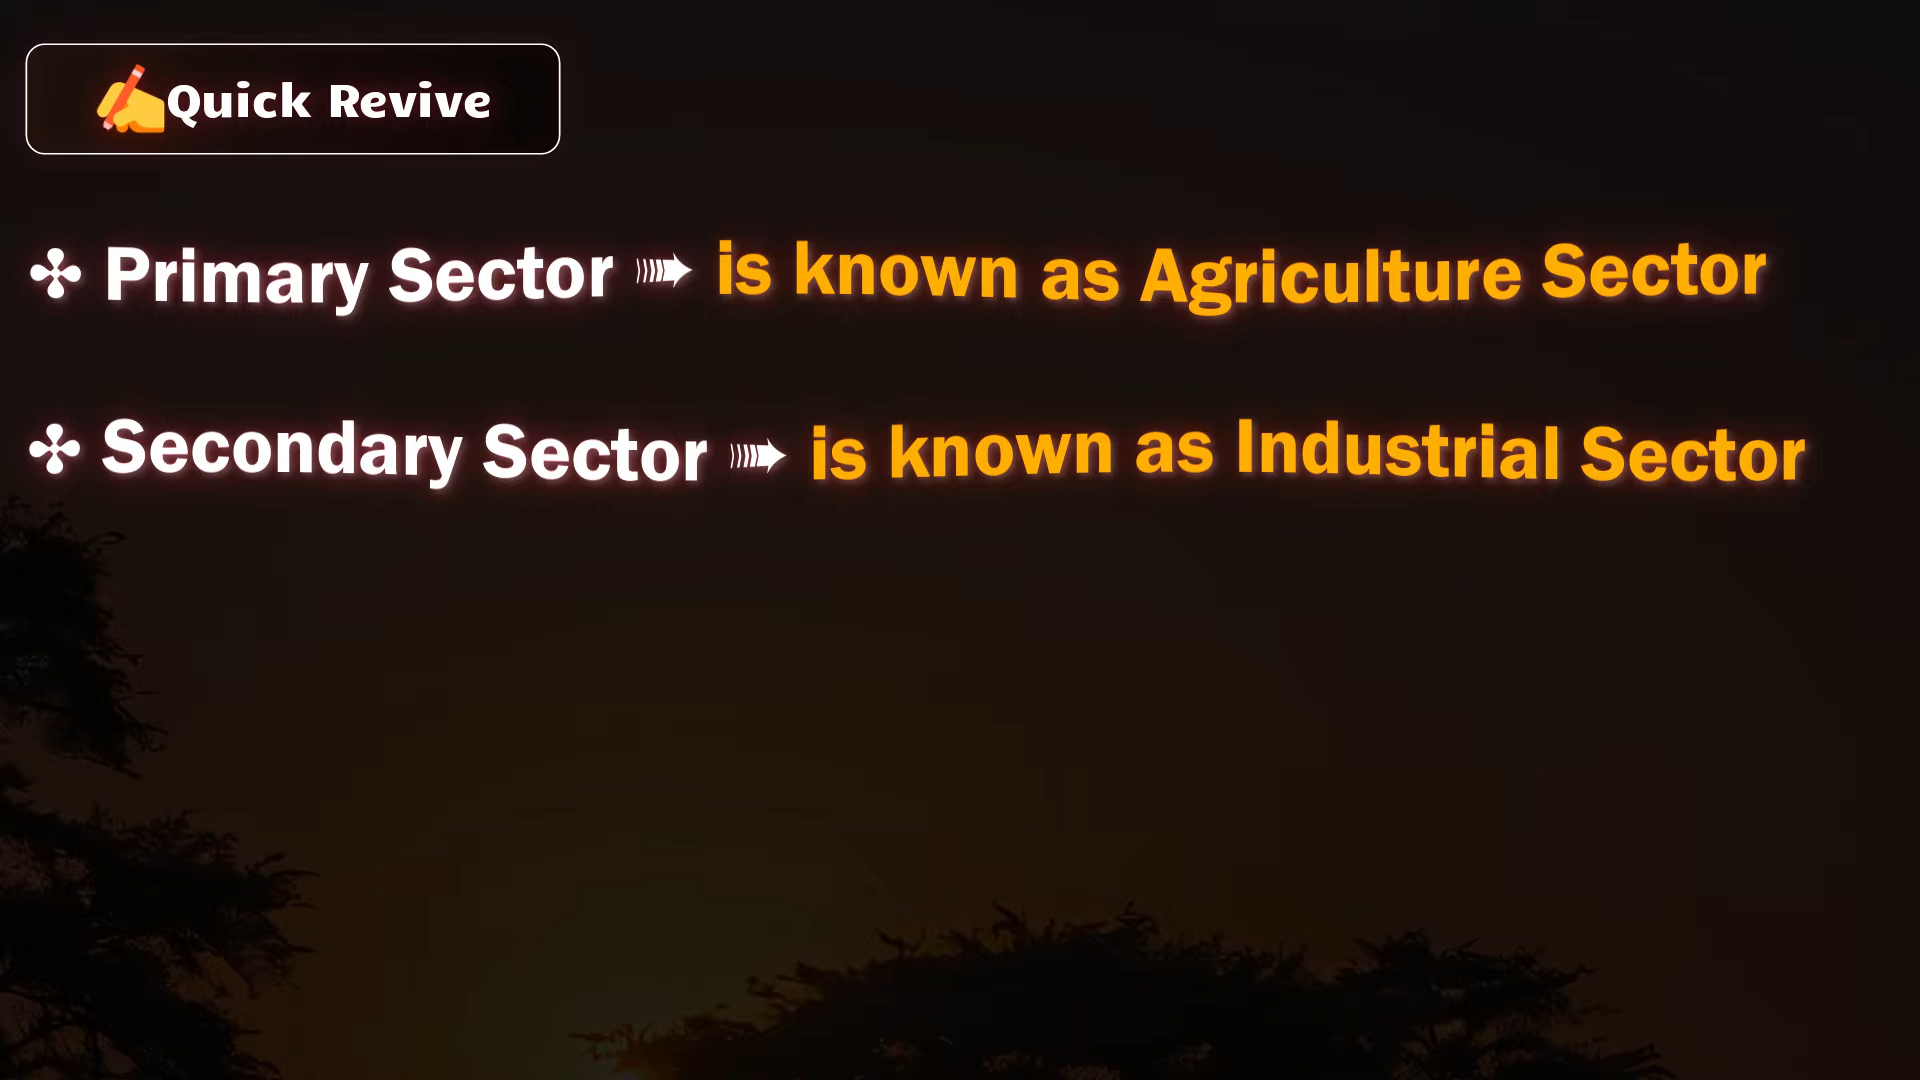 ✍️Quick Revive
✣ Primary Sector ➠ is known as Agriculture Sector
✣ Secondary Sector ➠ is known as Industrial Sector